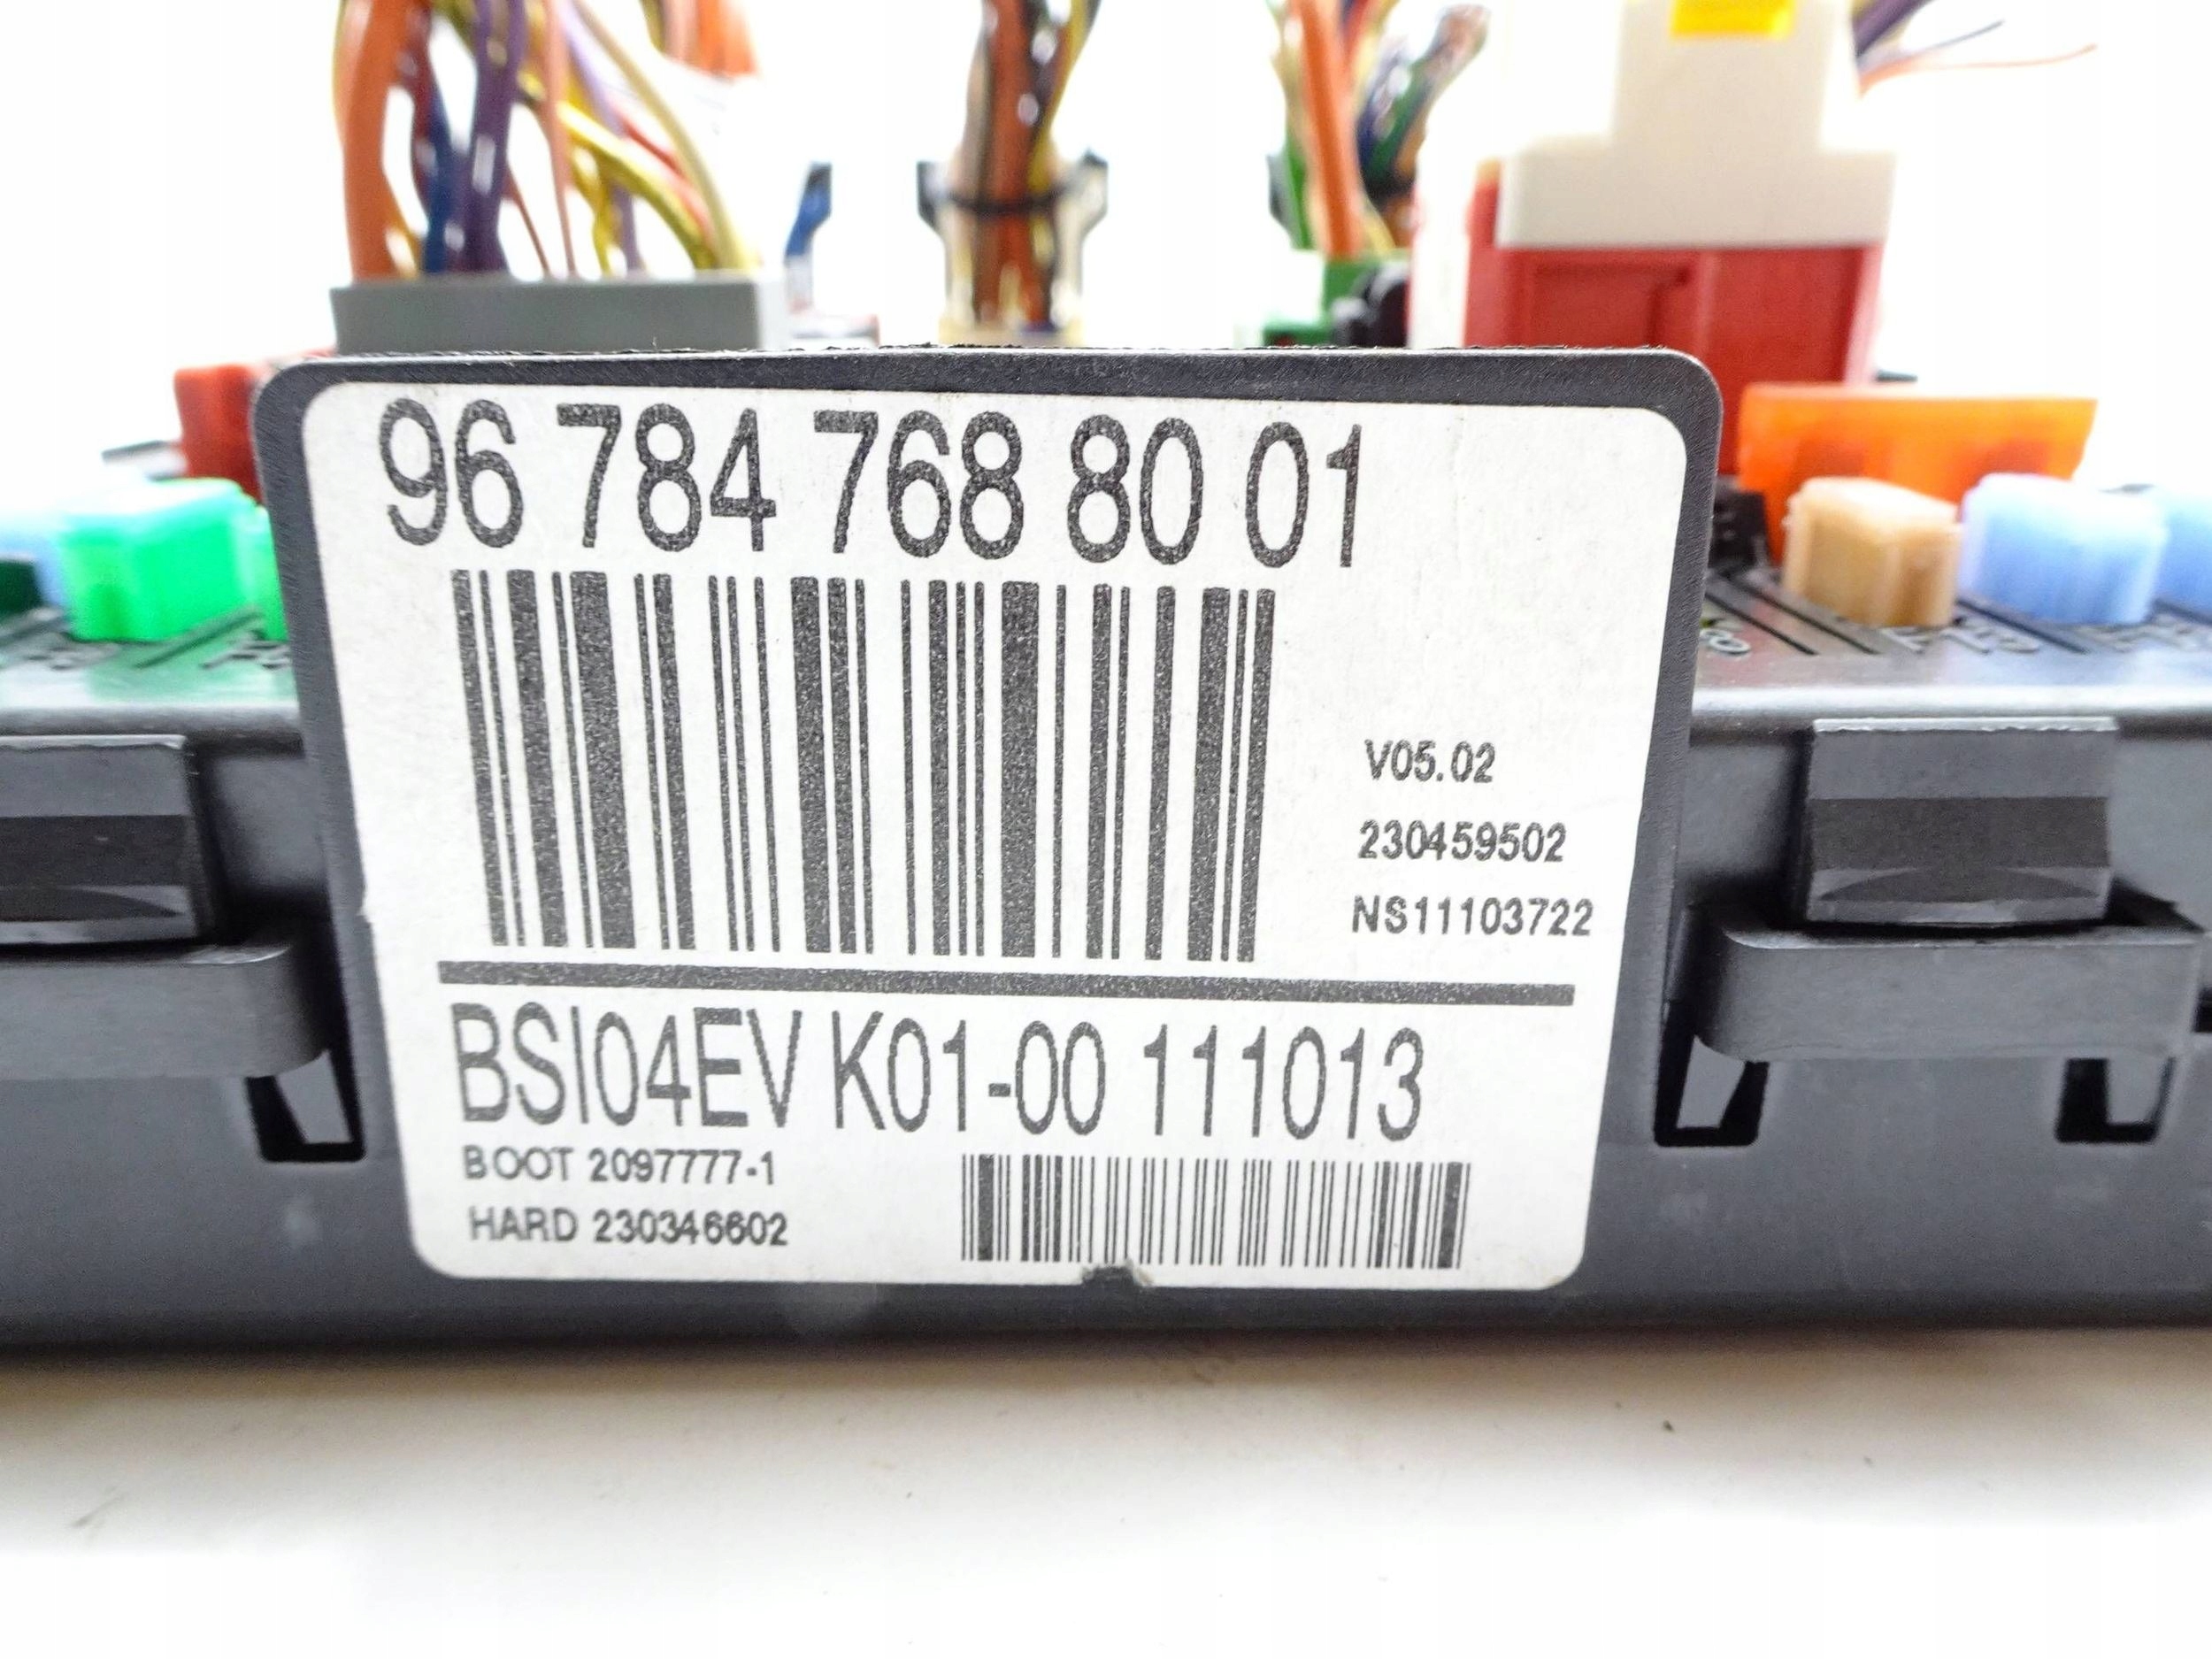 96 784 768 80 01
V05.02
230459502
NS11103722
BSI04EV K01-00 111013
BOOT 2097777-1
HARD 230346602